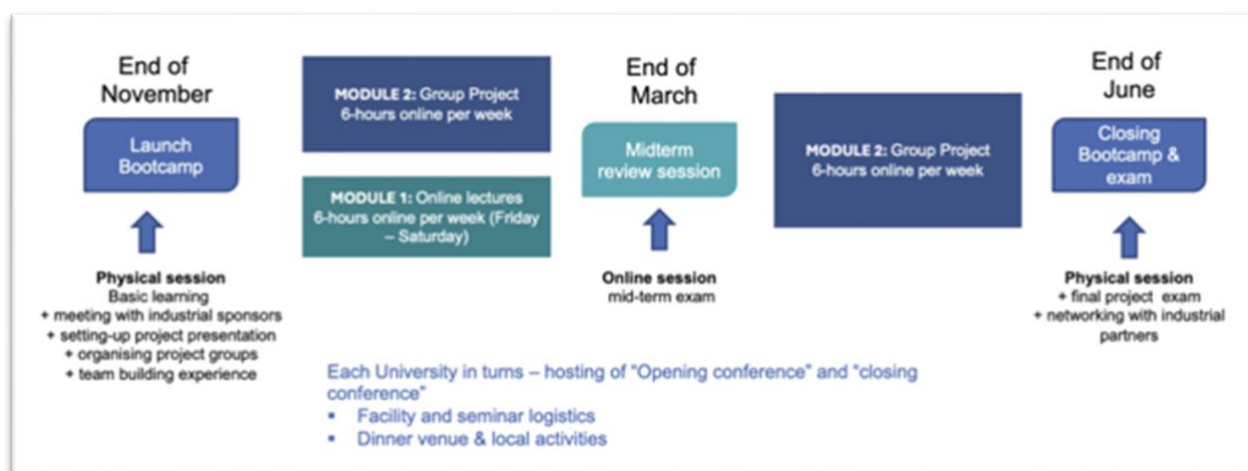 End of
November
Launch
Bootcamp
Physical session
Basic learning
+ meeting with industrial sponsors
+ setting-up project presentation
+ organising project groups
+ team building experience
MODULE 2: Group Project
6-hours online per week
MODULE 1: Online lectures
6-hours online per week (Friday
– Saturday)
End of
March
Midterm
review session
Online session
mid-term exam
MODULE 2: Group Project
6-hours online per week
End of
June
Closing
Bootcamp &
exam
Physical session
+ final project exam
+ networking with industrial
partners
Each University in turns – hosting of “Opening conference” and “closing
conference”
▪ Facility and seminar logistics
▪ Dinner venue & local activities